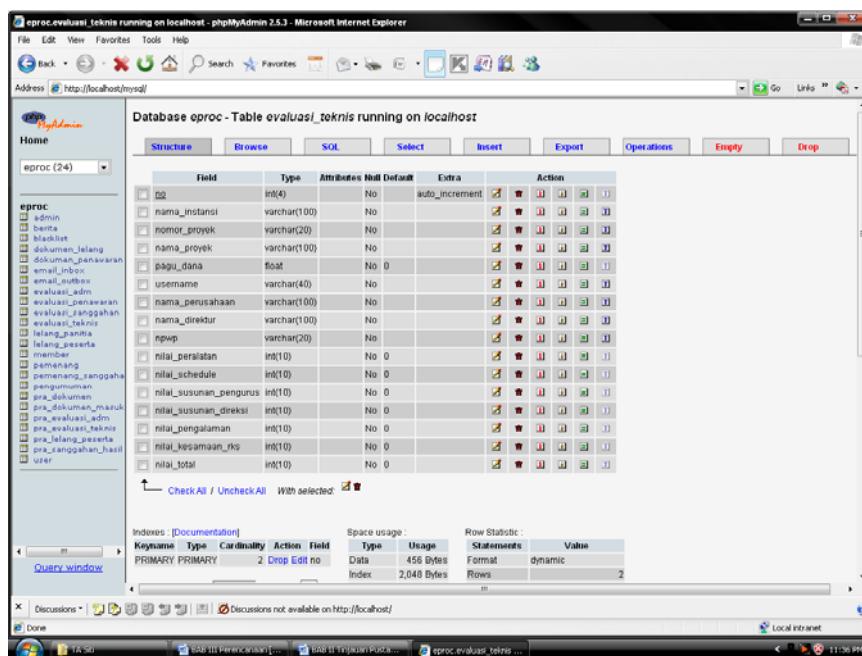 eproc.evaluasi_teknis running on localhost - phpMyAdmin 2.5.3 - Microsoft Internet Explorer
File Edit View Favorites Tools Help
Back Search Favorites
Address http://localhost/mysql/ Go Links
php
MyAdmin
Home
eproc (24)
eproc
admin
berita
blacklist
dokumen_lelang
dokumen_penawaran
email_inbox
email_outbox
evaluasi_adm
evaluasi_penawaran
evaluasi_sanggahan
evaluasi_teknis
lelang_panitia
lelang_peserta
member
pemenang
pemenang_sanggaha
pengumuman
pra_dokumen
pra_dokumen_masuk
pra_evaluasi_adm
pra_evaluasi_teknis
pra_lelang_peserta
pra_sanggahan_hasil
user
Query window
Database eproc - Table evaluasi_teknis running on localhost
Structure Browse SQL Select Insert Export Operations Empty Drop
Field Type Attributes Null Default Extra Action
no int(4) No auto_increment
nama_instansi varchar(100) No
nomor_proyek varchar(20) No
nama_proyek varchar(100) No
pagu_dana float No 0
username varchar(40) No
nama_perusahaan varchar(100) No
nama_direktur varchar(100) No
npwp varchar(20) No
nilai_peralatan int(10) No 0
nilai_schedule int(10) No 0
nilai_susunan_pengurus int(10) No 0
nilai_susunan_direksi int(10) No 0
nilai_pengalaman int(10) No 0
nilai_kesamaan_rks int(10) No 0
nilai_total int(10) No 0
Check All / Uncheck All With selected:
Indexes : [Documentation]
Keyname Type Cardinality Action Field
PRIMARY PRIMARY 2 Drop Edit no
Space usage :
Type Usage
Data 456 Bytes
Index 2,048 Bytes
Row Statistic :
Statements Value
Format dynamic
Rows 2
Discussions Discussions not available on http://localhost/
Done Local intranet
TA Siti BAB III Perencanaan [... BAB II Tinjauan Pusta... eproc.evaluasi_teknis ... 11:36 PM